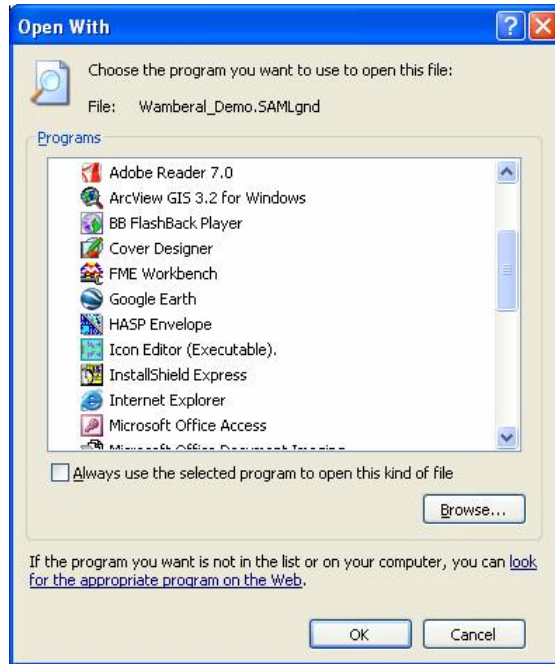 Open With
Choose the program you want to use to open this file:
File: Wamberal_Demo.SAMLgnd
Programs
Adobe Reader 7.0
ArcView GIS 3.2 for Windows
BB FlashBack Player
Cover Designer
FME Workbench
Google Earth
HASP Envelope
Icon Editor (Executable).
InstallShield Express
Internet Explorer
Microsoft Office Access
Microsoft Office Document Imaging
Always use the selected program to open this kind of file
Browse...
If the program you want is not in the list or on your computer, you can look
for the appropriate program on the Web.
OK Cancel